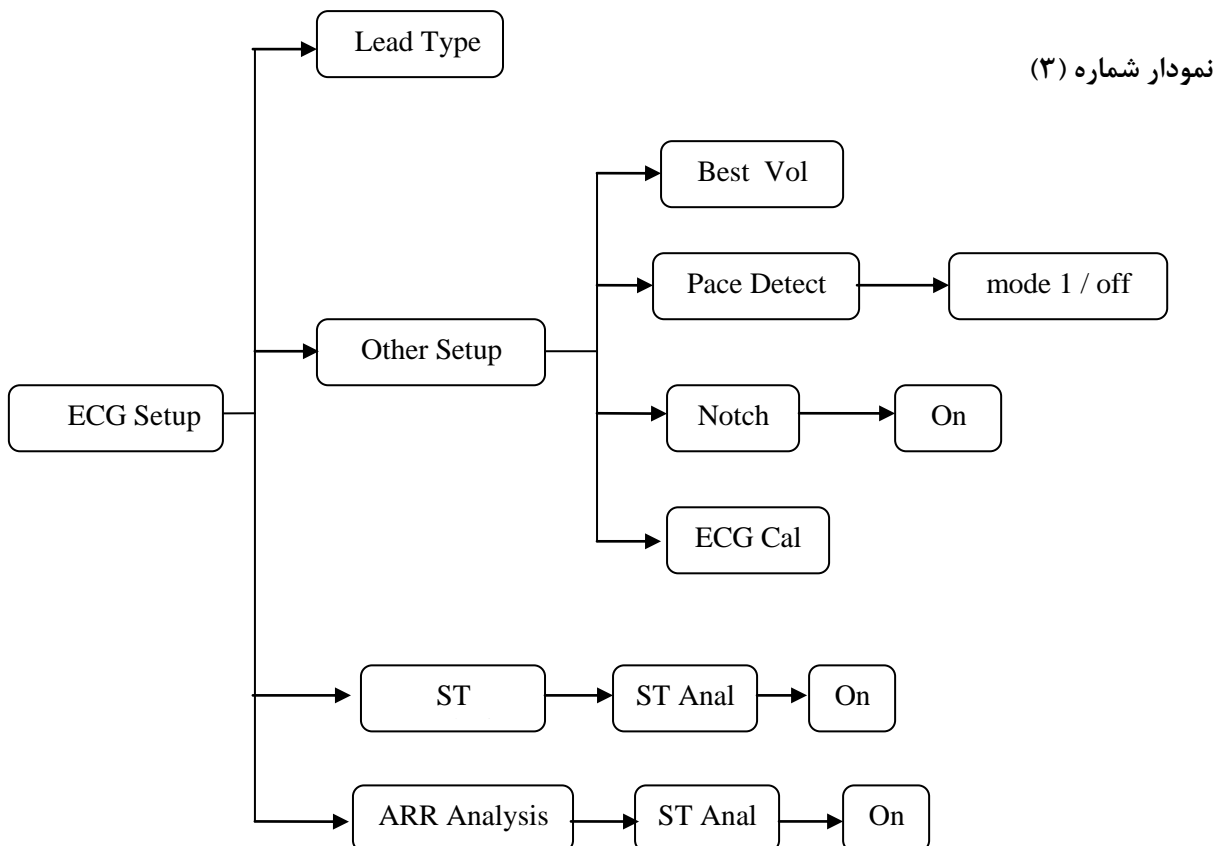 Lead Type
نمودار شماره (۳)
Best Vol
Pace Detect
mode 1 / off
Other Setup
ECG Setup
Notch
On
ECG Cal
ST
ST Anal
On
ARR Analysis
ST Anal
On